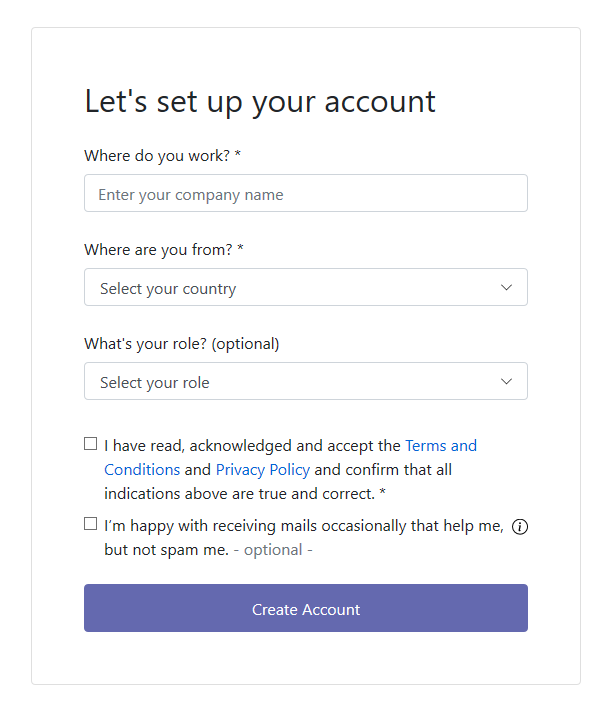 Let's set up your account
Where do you work? *
Enter your company name
Where are you from? *
Select your country
What's your role? (optional)
Select your role
I have read, acknowledged and accept the Terms and
Conditions and Privacy Policy and confirm that all
indications above are true and correct. *
I’m happy with receiving mails occasionally that help me,
but not spam me. - optional -
Create Account